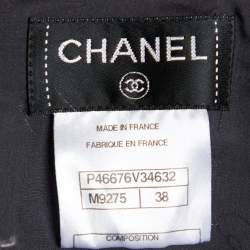 CHANEL
MADE IN FRANCE
FABRIQUE EN FRANCE
P46676V34632
M9275 38
COMPOSITION